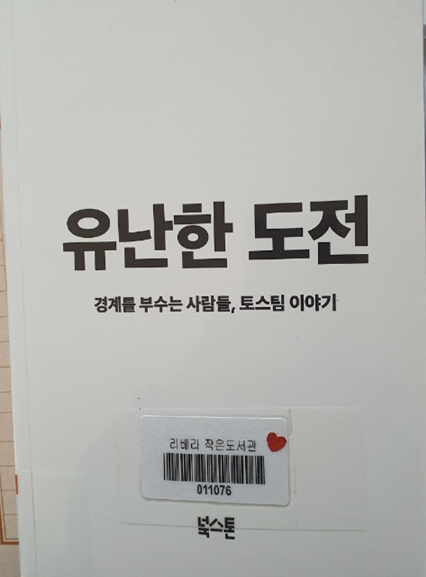 유난한 도전
경계를 부수는 사람들, 토스팀 이야기
리베라 작은도서관
011076
북스톤